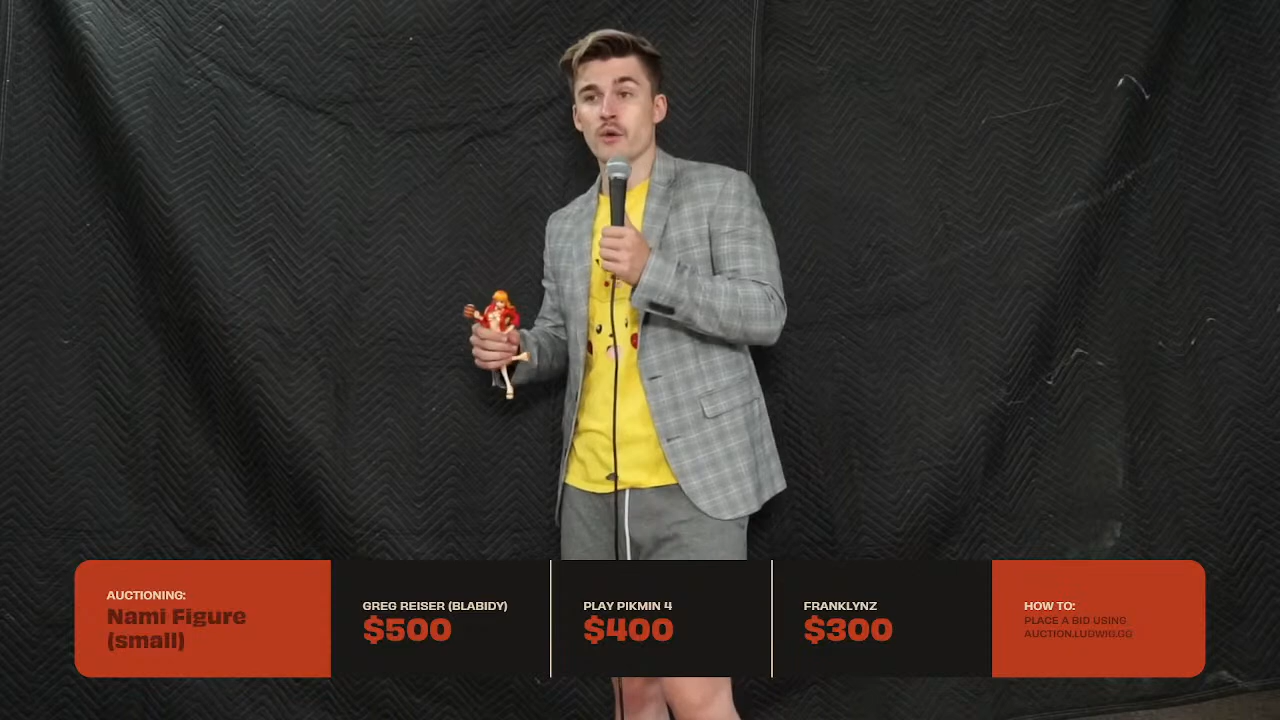 AUCTIONING:
Nami Figure
(small)
GREG REISER (BLABIDY)
$500
PLAY PIKMIN 4
$400
FRANKLYNZ
$300
HOW TO:
PLACE A BID USING
AUCTION.LUDWIG.GG